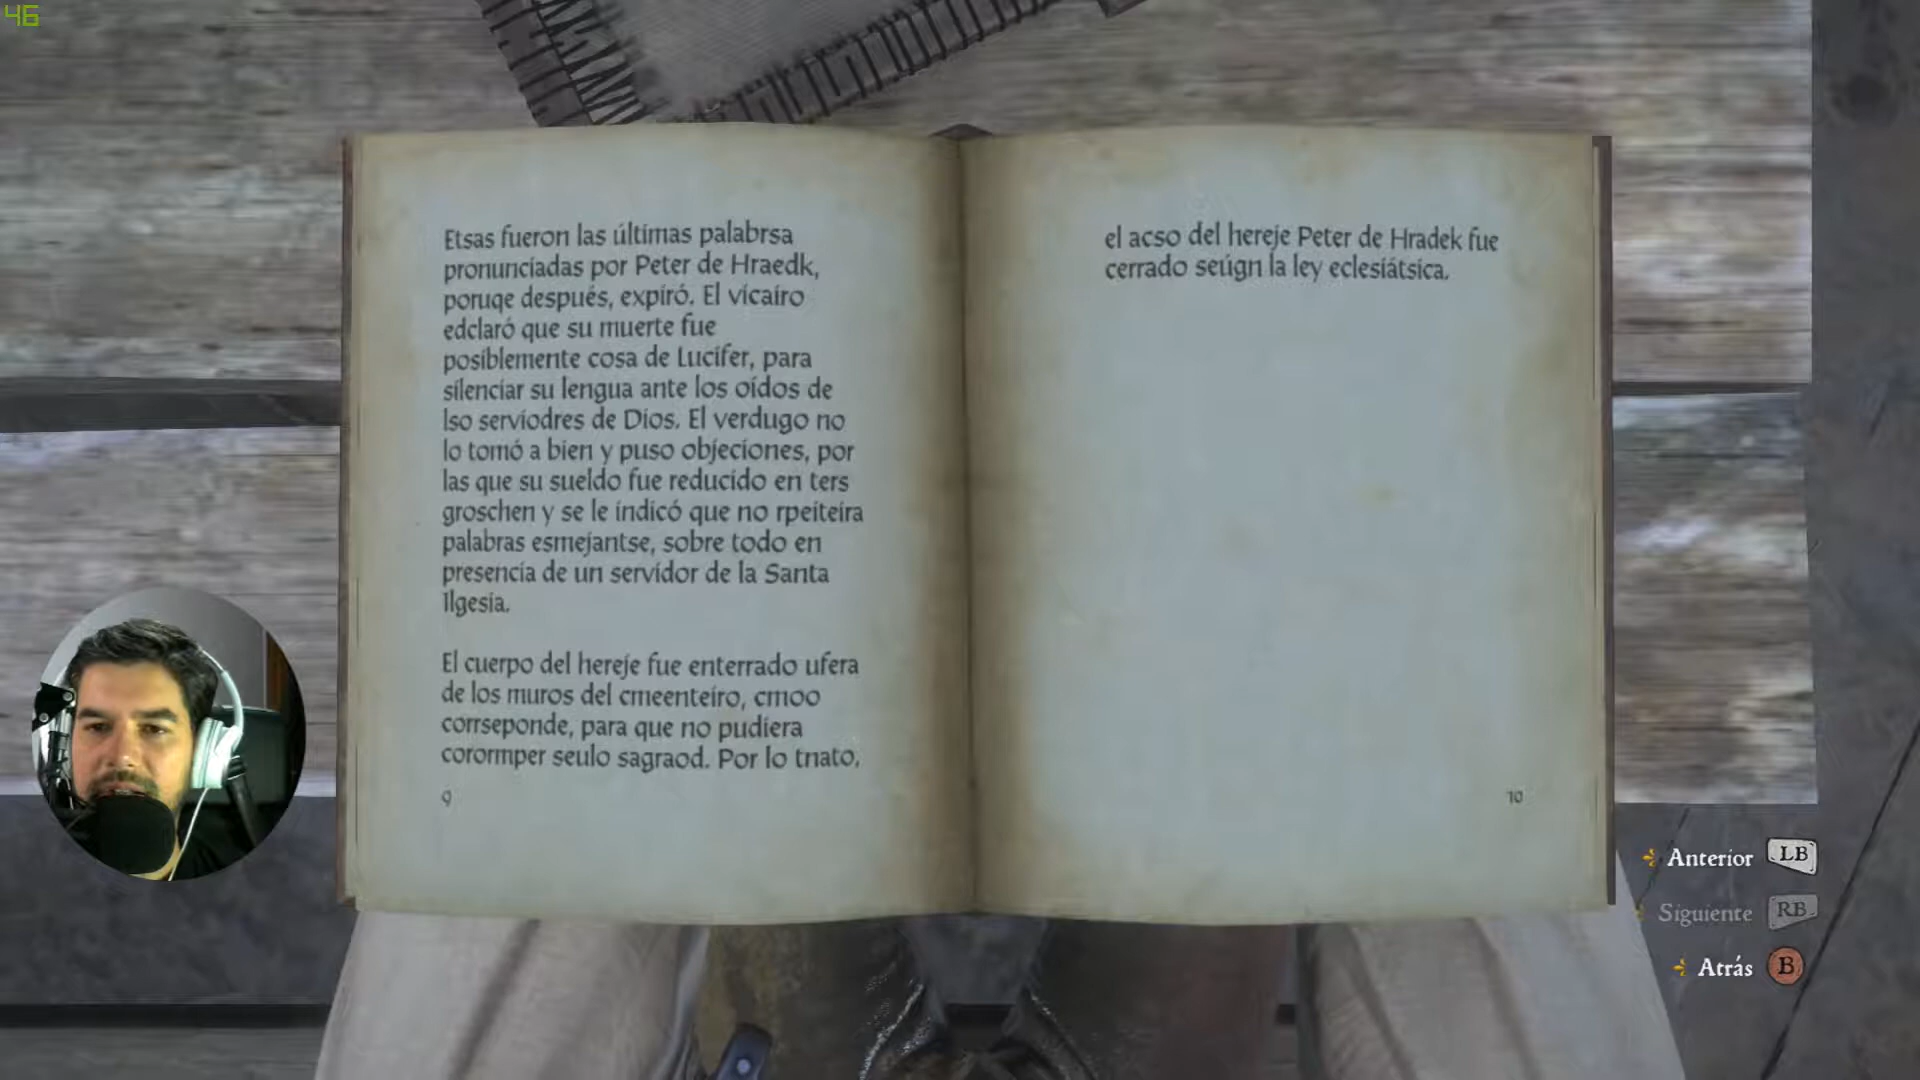 46
Etsas fueron las últimas palabrsa
pronunciadas por Peter de Hraedk,
poruqe después, expiró. El vicairo
edclaró que su muerte fue
posiblemente cosa de Lucifer, para
silenciar su lengua ante los oídos de
lso serviodres de Dios. El verdugo no
lo tomó a bien y puso objeciones, por
las que su sueldo fue reducido en ters
groschen y se le indicó que no rpeiteira
palabras esmejantse, sobre todo en
presencia de un servidor de la Santa
Ilgesia.
El cuerpo del hereje fue enterrado ufera
de los muros del cmeenteiro, cmoo
corrseponde, para que no pudiera
corormper seulo sagraod. Por lo tnato,
9
el acso del hereje Peter de Hradek fue
cerrado seúgn la ley eclesiátsica.
10
Anterior LB
Siguiente RB
Atrás B